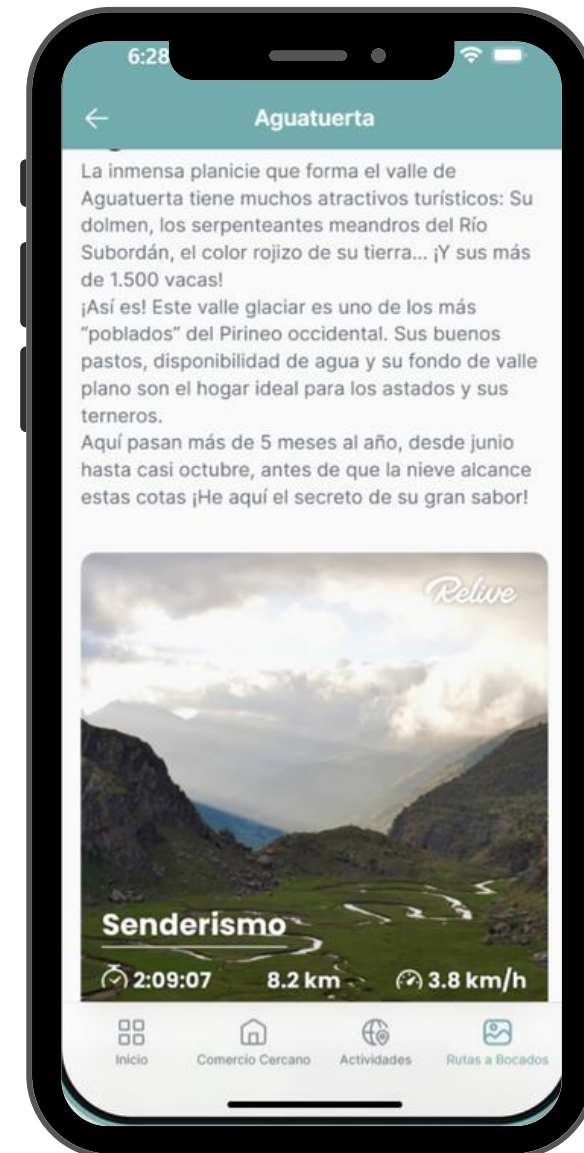 6:28
Aguatuerta
La inmensa planicie que forma el valle de
Aguatuerta tiene muchos atractivos turísticos: Su
dolmen, los serpenteantes meandros del Río
Subordán, el color rojizo de su tierra... ¡Y sus más
de 1.500 vacas!
¡Así es! Este valle glaciar es uno de los más
“poblados” del Pirineo occidental. Sus buenos
pastos, disponibilidad de agua y su fondo de valle
plano son el hogar ideal para los astados y sus
terneros.
Aquí pasan más de 5 meses al año, desde junio
hasta casi octubre, antes de que la nieve alcance
estas cotas ¡He aquí el secreto de su gran sabor!
Relive
Senderismo
2:09:07 8.2 km 3.8 km/h
Inicio Comercio Cercano Actividades Rutas a Bocados